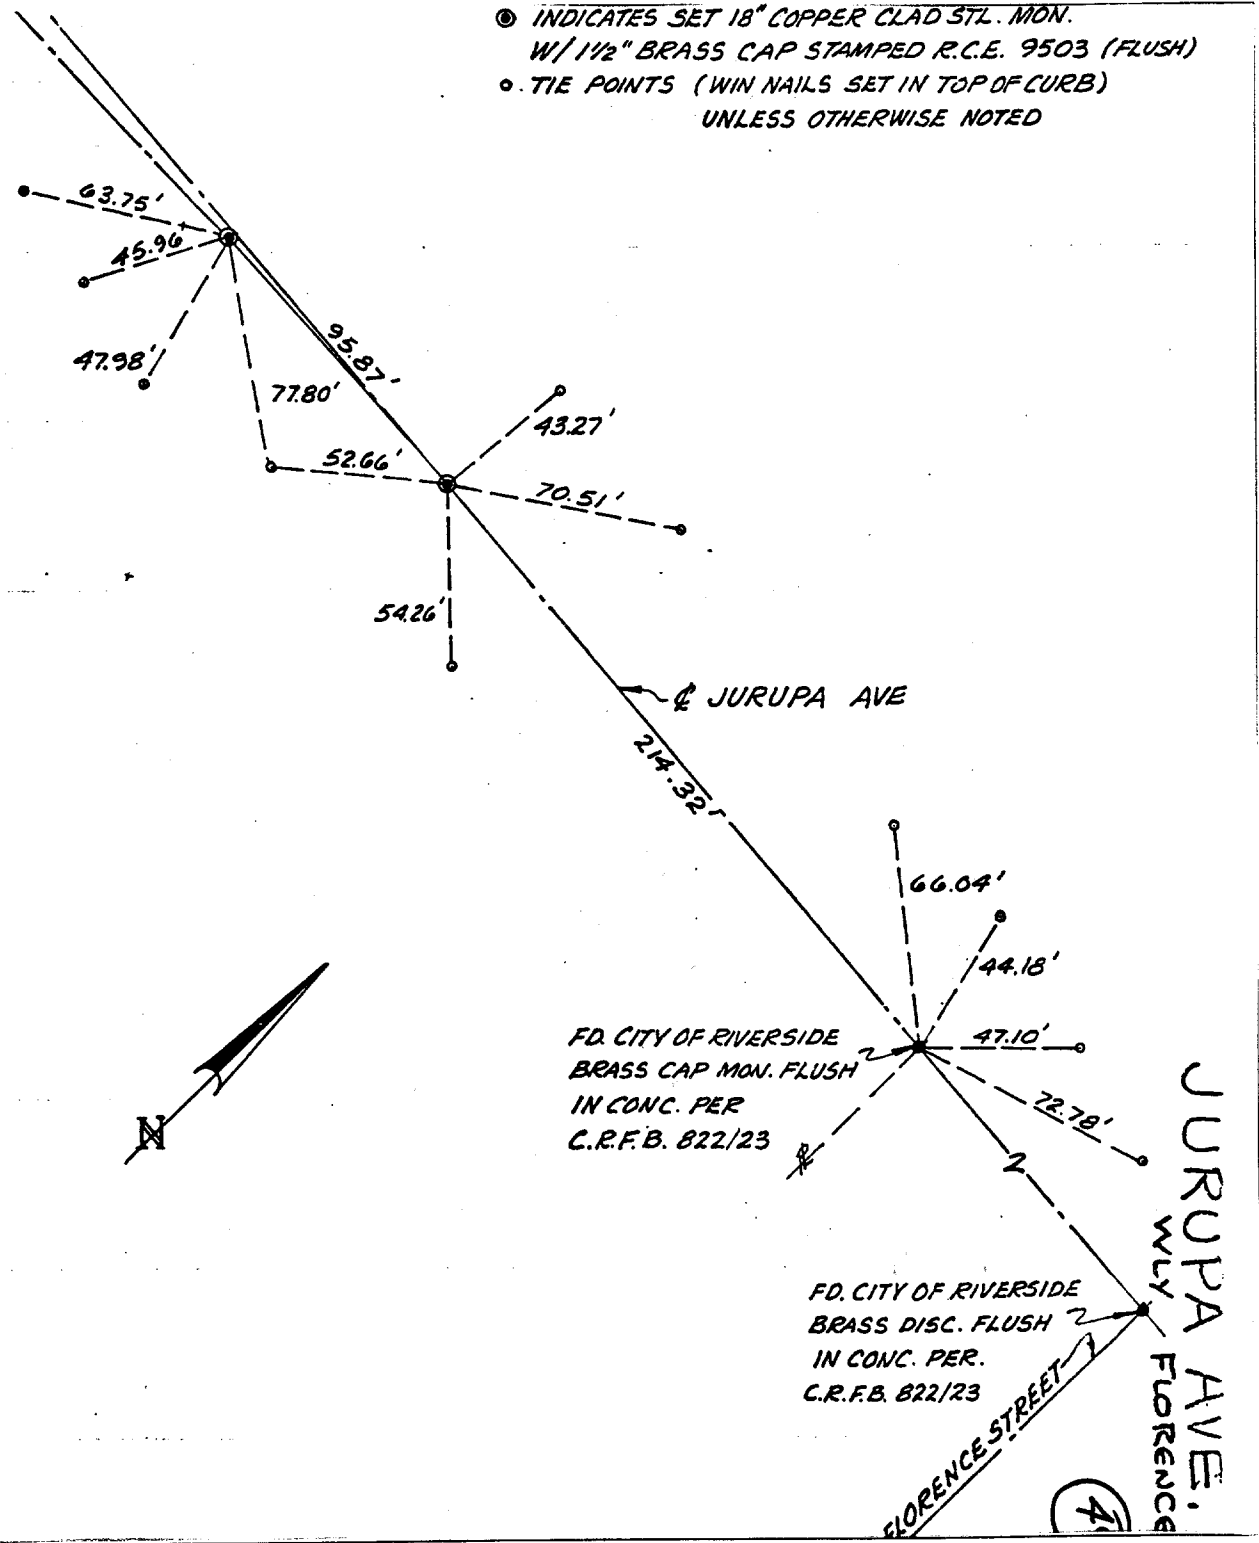 INDICATES SET 18" COPPER CLAD STL. MON.
W/ 1½" BRASS CAP STAMPED R.C.E. 9503 (FLUSH)
TIE POINTS (WIN NAILS SET IN TOP OF CURB)
UNLESS OTHERWISE NOTED
63.75'
45.96'
47.98'
95.87'
77.80'
43.27'
52.66'
70.51'
54.26'
℄ JURUPA AVE
214.32'
66.04'
44.18'
47.10'
72.78'
FD. CITY OF RIVERSIDE
BRASS CAP MON. FLUSH
IN CONC. PER
C.R.F.B. 822/23
N
FD. CITY OF RIVERSIDE
BRASS DISC. FLUSH
IN CONC. PER.
C.R.F.B. 822/23
FLORENCE STREET
JURUPA AVE.
WLY FLORENCE